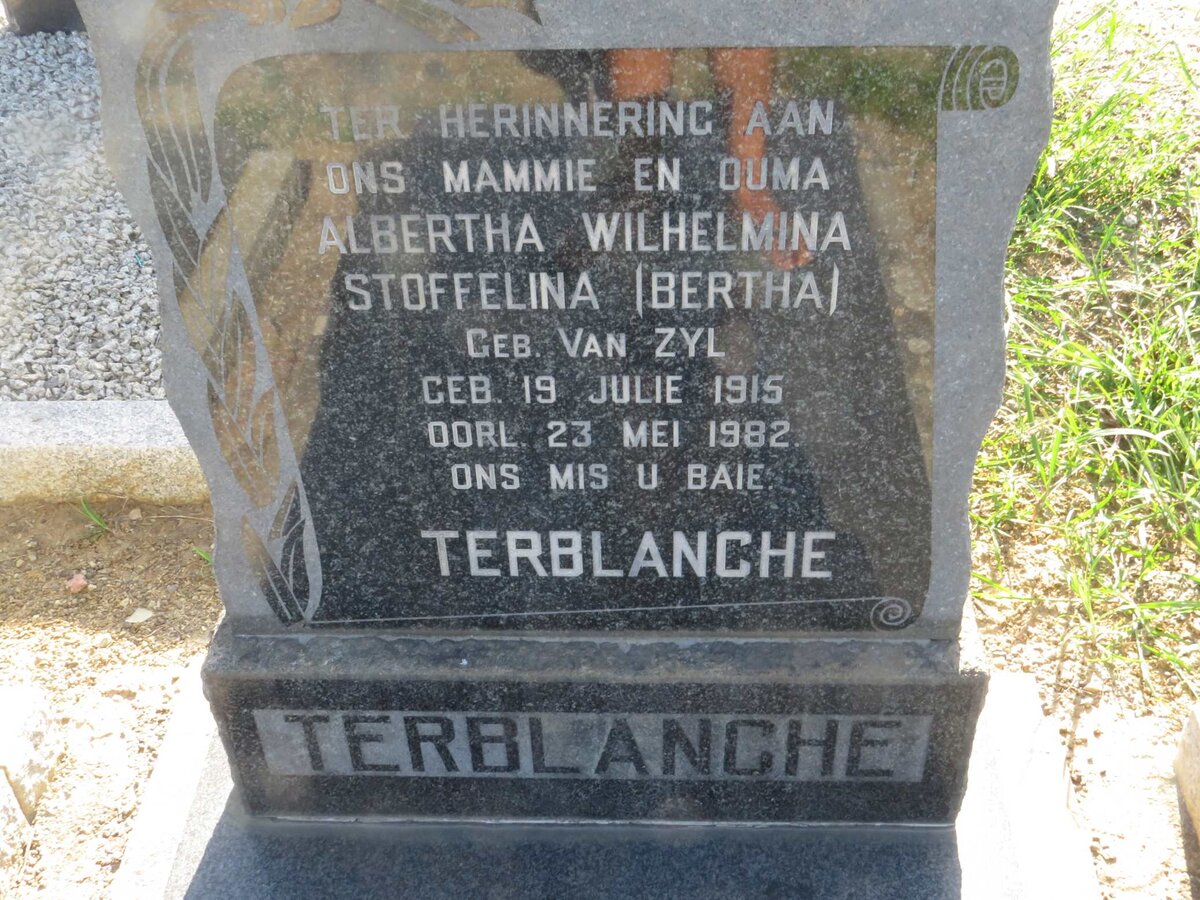 TER HERINNERING AAN
ONS MAMMIE EN OUMA
ALBERTHA WILHELMINA
STOFFELINA (BERTHA)
GEB. VAN ZYL
GEB. 19 JULIE 1915
OORL. 23 MEI 1982.
ONS MIS U BAIE.
TERBLANCHE
TERBLANCHE